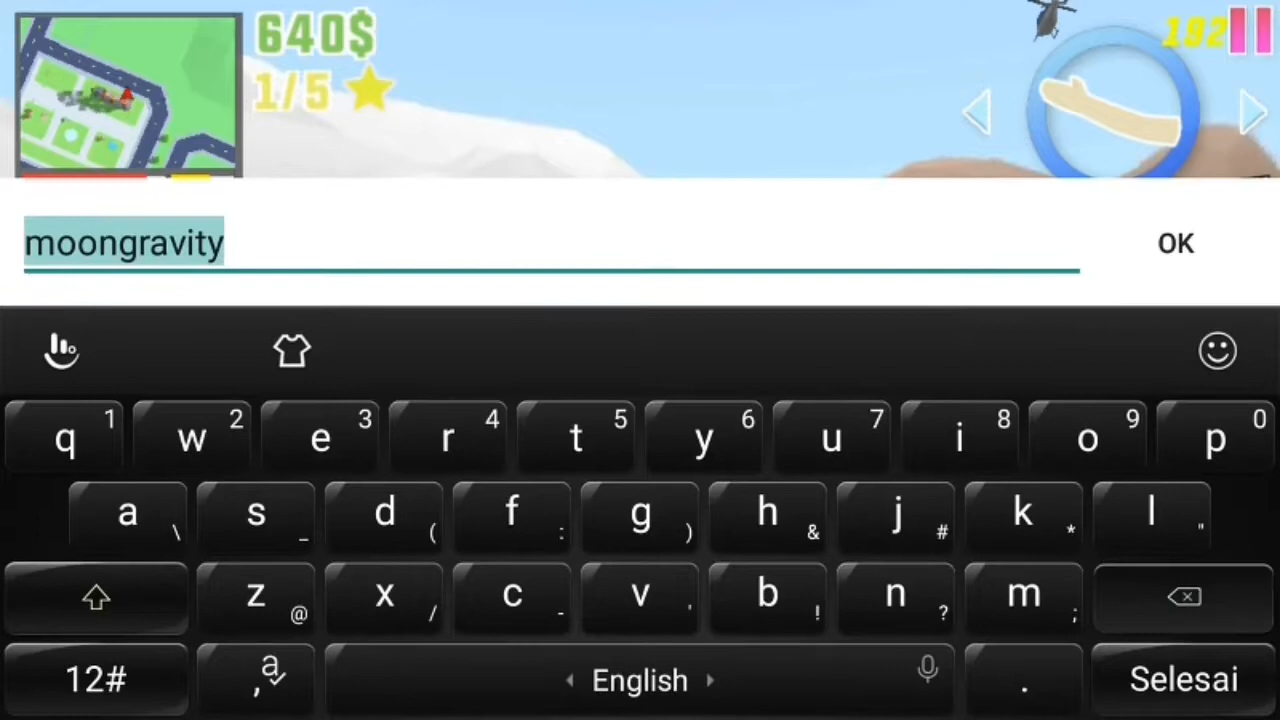 640$
192
1/5
moongravity
OK
q 1 w 2 e 3 r 4 t 5 y 6 u 7 i 8 o 9 p 0
a \ s _ d ( f : g ) h & j # k * l "
z @ x / c - v ' b ! n ? m ;
12# , a English . Selesai